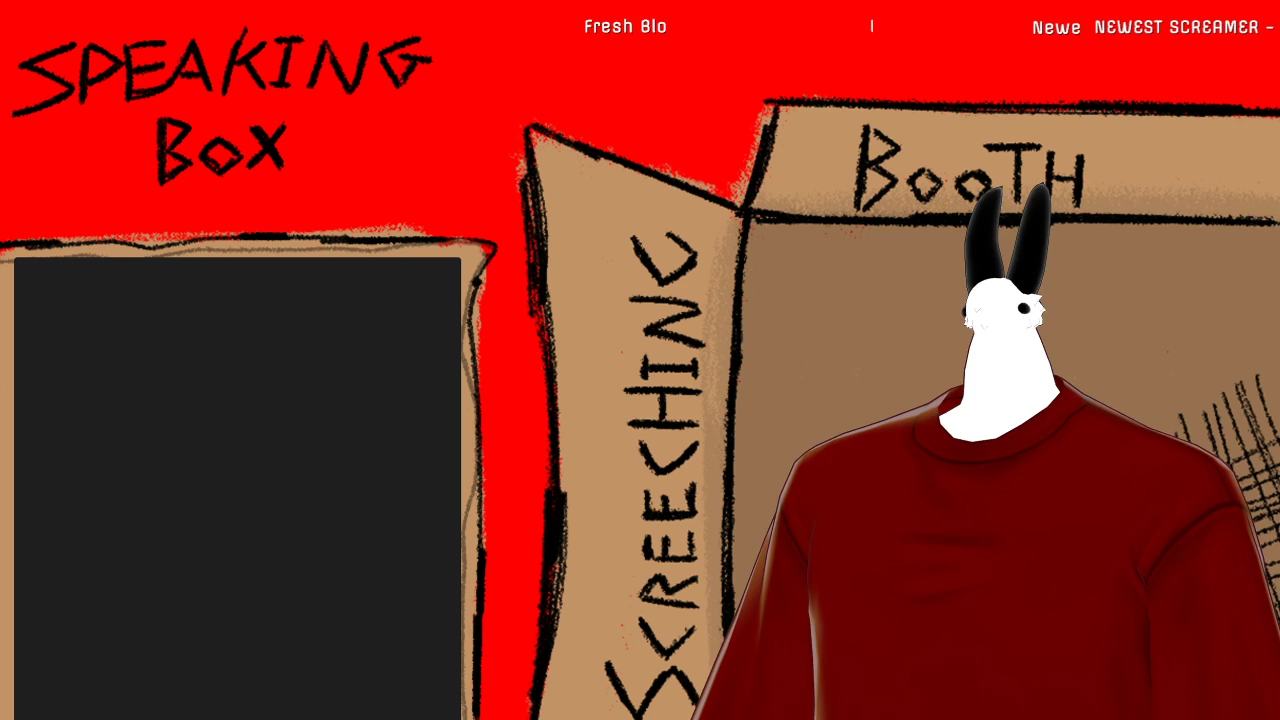 SPEAKING
BOX
Fresh Blo
Newe NEWEST SCREAMER -
BOOTH
SCREECHING